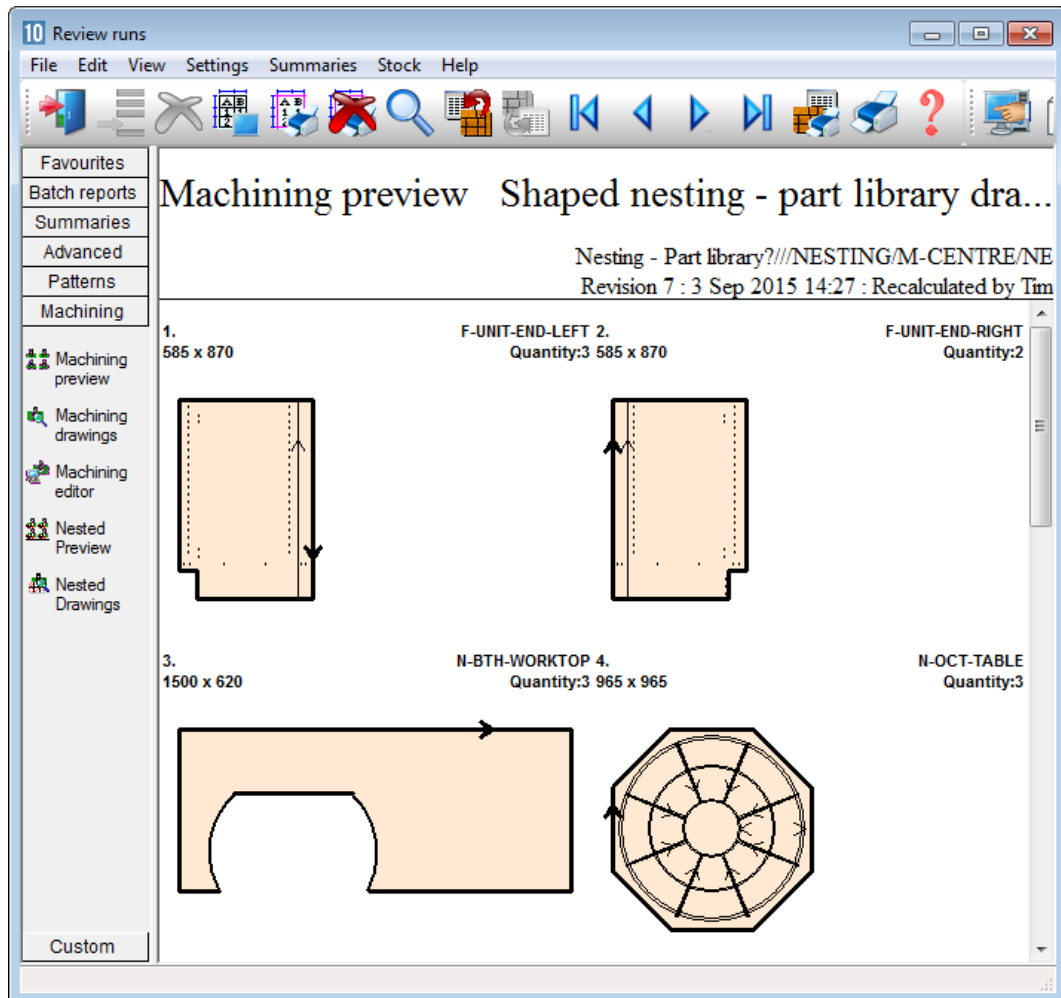 10 Review runs
File Edit View Settings Summaries Stock Help
Favourites
Batch reports
Summaries
Advanced
Patterns
Machining
Machining
preview
Machining
drawings
Machining
editor
Nested
Preview
Nested
Drawings
Custom
Machining preview Shaped nesting - part library dra...
Nesting - Part library?///NESTING/M-CENTRE/NE
Revision 7 : 3 Sep 2015 14:27 : Recalculated by Tim
1. F-UNIT-END-LEFT 2. F-UNIT-END-RIGHT
585 x 870 Quantity:3 585 x 870 Quantity:2
3. N-BTH-WORKTOP 4. N-OCT-TABLE
1500 x 620 Quantity:3 965 x 965 Quantity:3